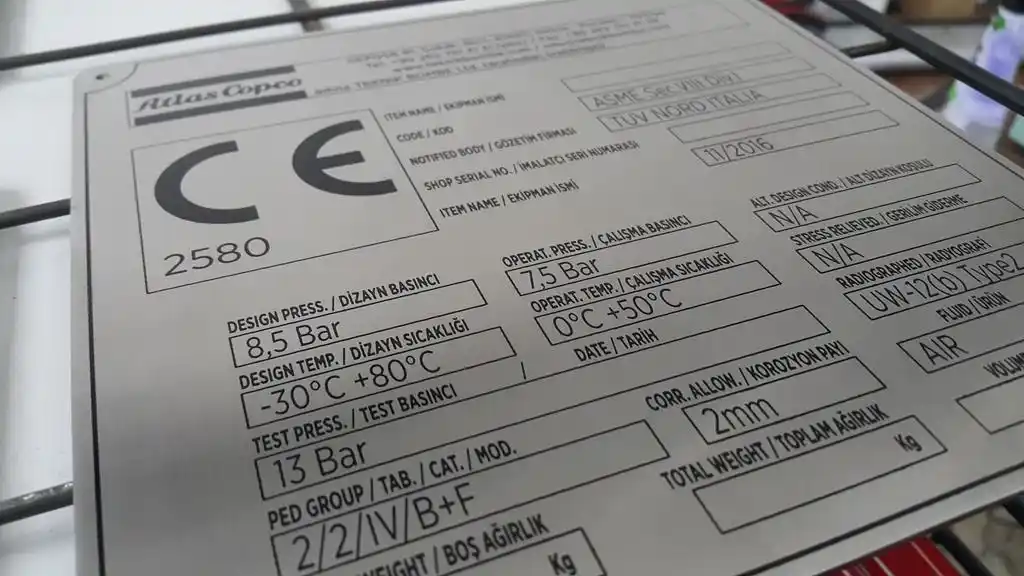 Atlas Copco
CE
2580
ITEM NAME / EKİPMAN İSMİ
CODE / KOD
ASME Sec VIII Div
NOTIFIED BODY / GÖZETİM FİRMASI
TUV NORD ITALIA
SHOP SERIAL NO. / İMALATÇI SERİ NUMARASI
ITEM NAME / EKİPMAN İSMİ
11/2016
DESIGN PRESS. / DİZAYN BASINCI
8,5 Bar
OPERAT. PRESS. / ÇALIŞMA BASINCI
7,5 Bar
ALT. DESIGN COND. / ALT DİZAYN KODULU
N/A
DESIGN TEMP. / DİZAYN SICAKLIĞI
-30°C +80°C
OPERAT. TEMP. / ÇALIŞMA SICAKLIĞI
0°C +50°C
STRESS RELIEVED / GERİLİM GİDERME
N/A
TEST PRESS. / TEST BASINCI
13 Bar
DATE / TARİH
RADIOGRAPHED / RADYOGRAFİ
UW-12(b) Type2
PED GROUP / TAB. / CAT. / MOD.
2/2/IV/B+F
CORR. ALLOW. / KOROZYON PAYI
2mm
FLUID / ÜRÜN
AIR
WEIGHT / BOŞ AĞIRLIK
Kg
TOTAL WEIGHT / TOPLAM AĞIRLIK
Kg